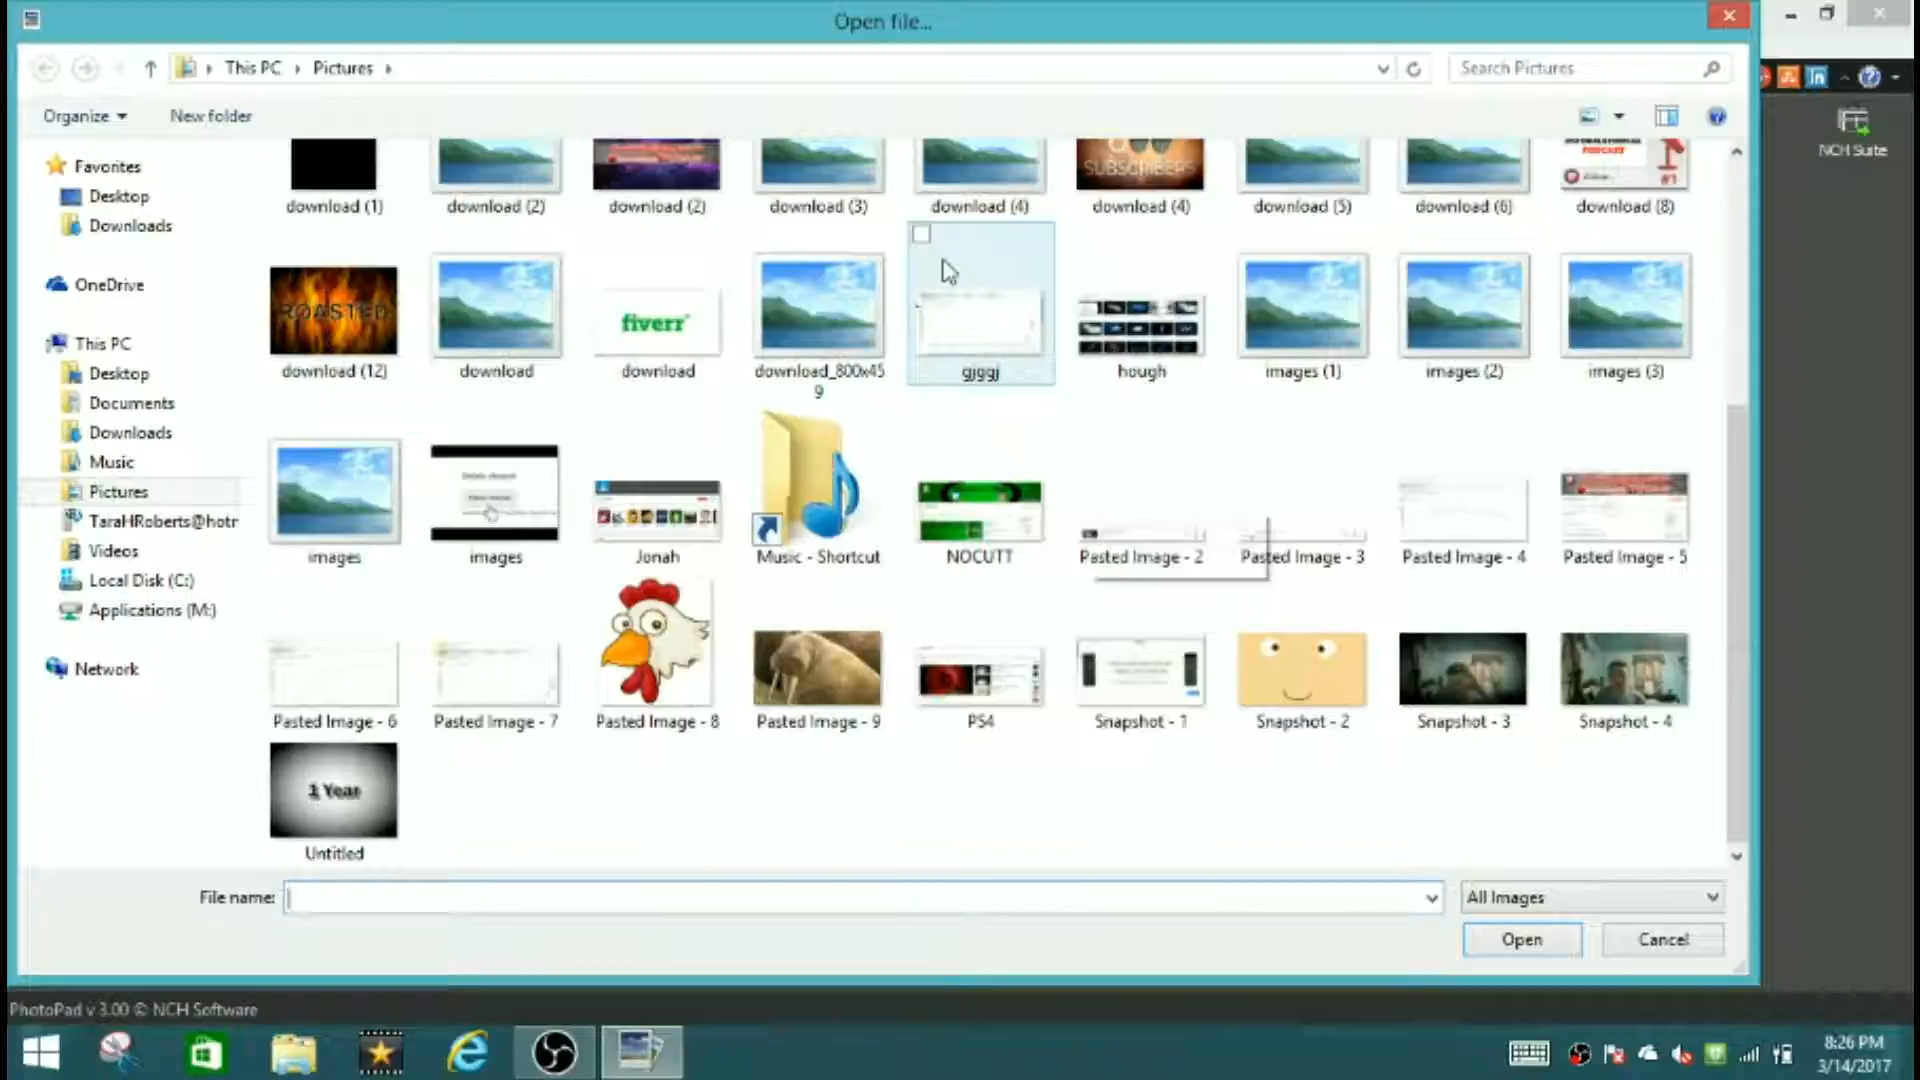 Open file...
This PC
Pictures
Search Pictures
Organize
New folder
NCH Suite
Favorites
Desktop
Downloads
OneDrive
This PC
Desktop
Documents
Downloads
Music
Pictures
TaraHRoberts@hotr
Videos
Local Disk (C:)
Applications (M:)
Network
SUBSCRIBERS
PODCAST
#1
download (1)
download (2)
download (2)
download (3)
download (4)
download (4)
download (5)
download (6)
download (8)
ROASTED
fiverr
download (12)
download
download
download_800x45
9
gjggj
hough
images (1)
images (2)
images (3)
images
images
Jonah
Music - Shortcut
NOCUTT
Pasted Image - 2
Pasted Image - 3
Pasted Image - 4
Pasted Image - 5
Pasted Image - 6
Pasted Image - 7
Pasted Image - 8
Pasted Image - 9
PS4
Snapshot - 1
Snapshot - 2
Snapshot - 3
Snapshot - 4
1 Year
Untitled
File name:
All Images
Open
Cancel
PhotoPad v 3.00 © NCH Software
8:26 PM
3/14/2017